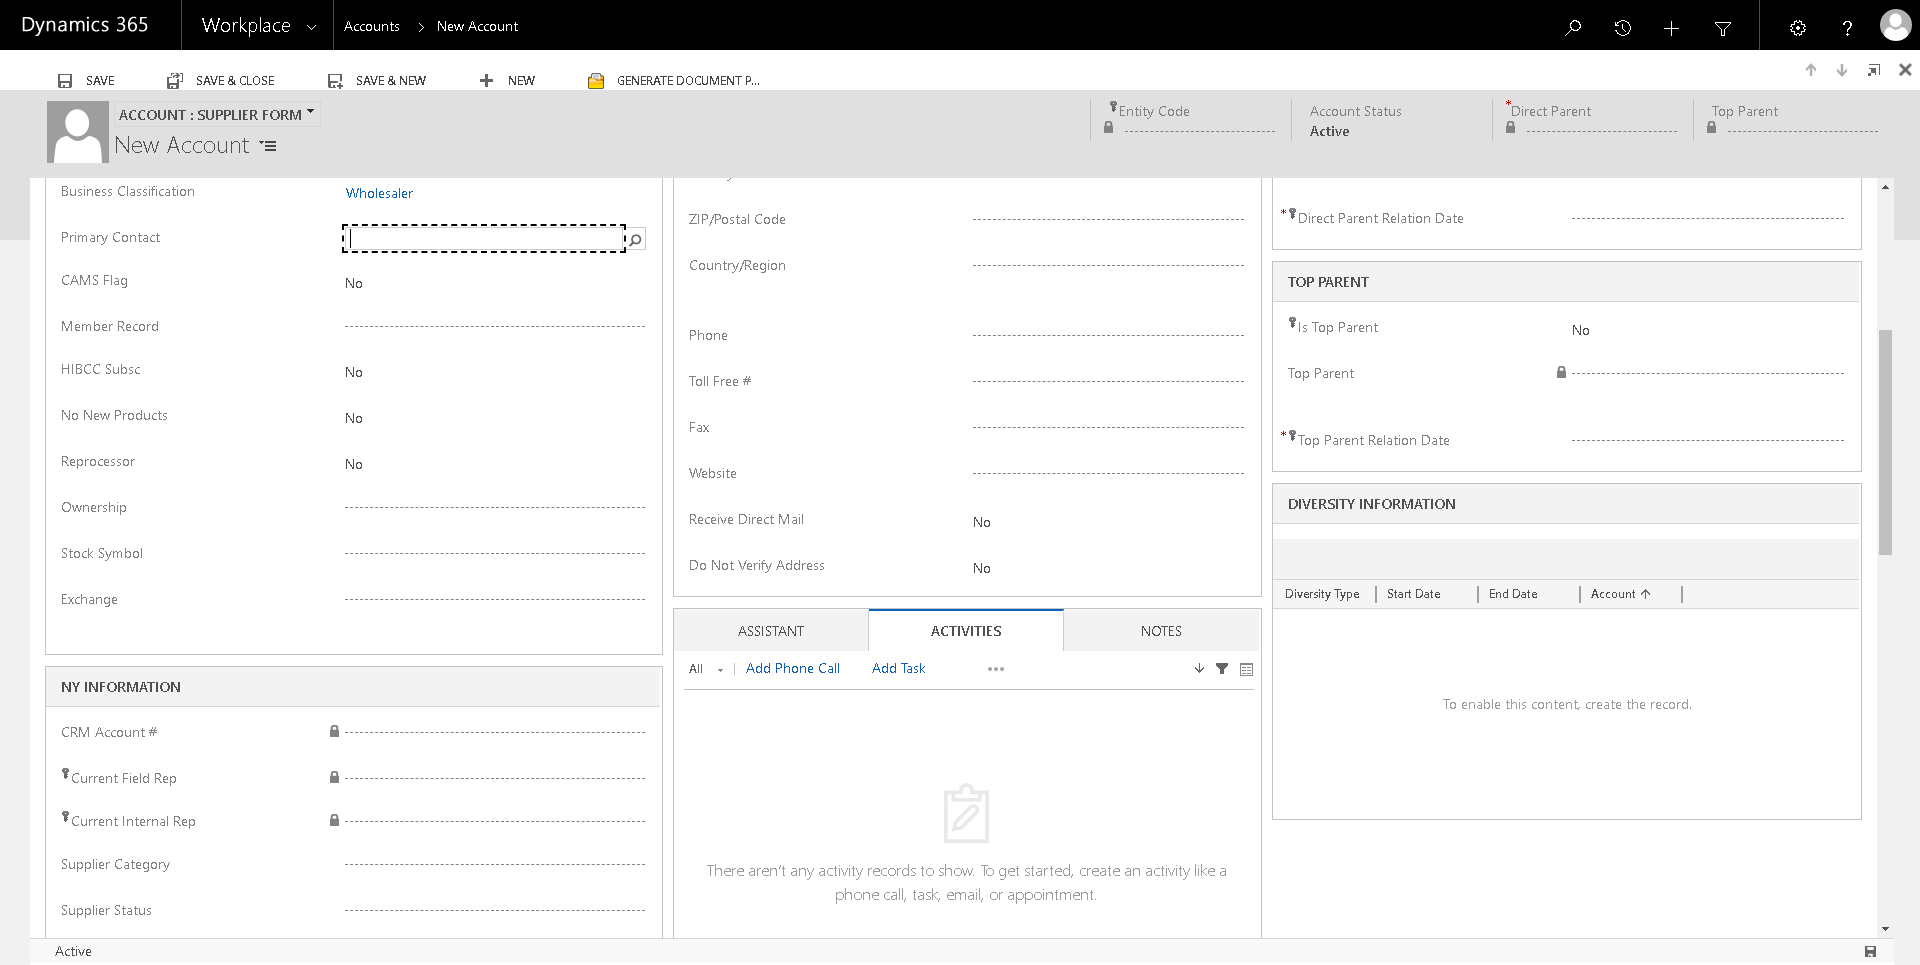 Dynamics 365
Workplace
Accounts > New Account
?
SAVE
SAVE & CLOSE
SAVE & NEW
NEW
GENERATE DOCUMENT P...
ACCOUNT : SUPPLIER FORM
New Account
Entity Code
Account Status
Active
*Direct Parent
Top Parent
Business Classification
Wholesaler
Primary Contact
CAMS Flag
No
Member Record
HIBCC Subsc
No
No New Products
No
Reprocessor
No
Ownership
Stock Symbol
Exchange
NY INFORMATION
CRM Account #
Current Field Rep
Current Internal Rep
Supplier Category
Supplier Status
ZIP/Postal Code
Country/Region
Phone
Toll Free #
Fax
Website
Receive Direct Mail
No
Do Not Verify Address
No
ASSISTANT
ACTIVITIES
NOTES
All
Add Phone Call
Add Task
...
There aren't any activity records to show. To get started, create an activity like a
phone call, task, email, or appointment.
*Direct Parent Relation Date
TOP PARENT
Is Top Parent
No
Top Parent
*Top Parent Relation Date
DIVERSITY INFORMATION
Diversity Type
Start Date
End Date
Account ↑
To enable this content, create the record.
Active